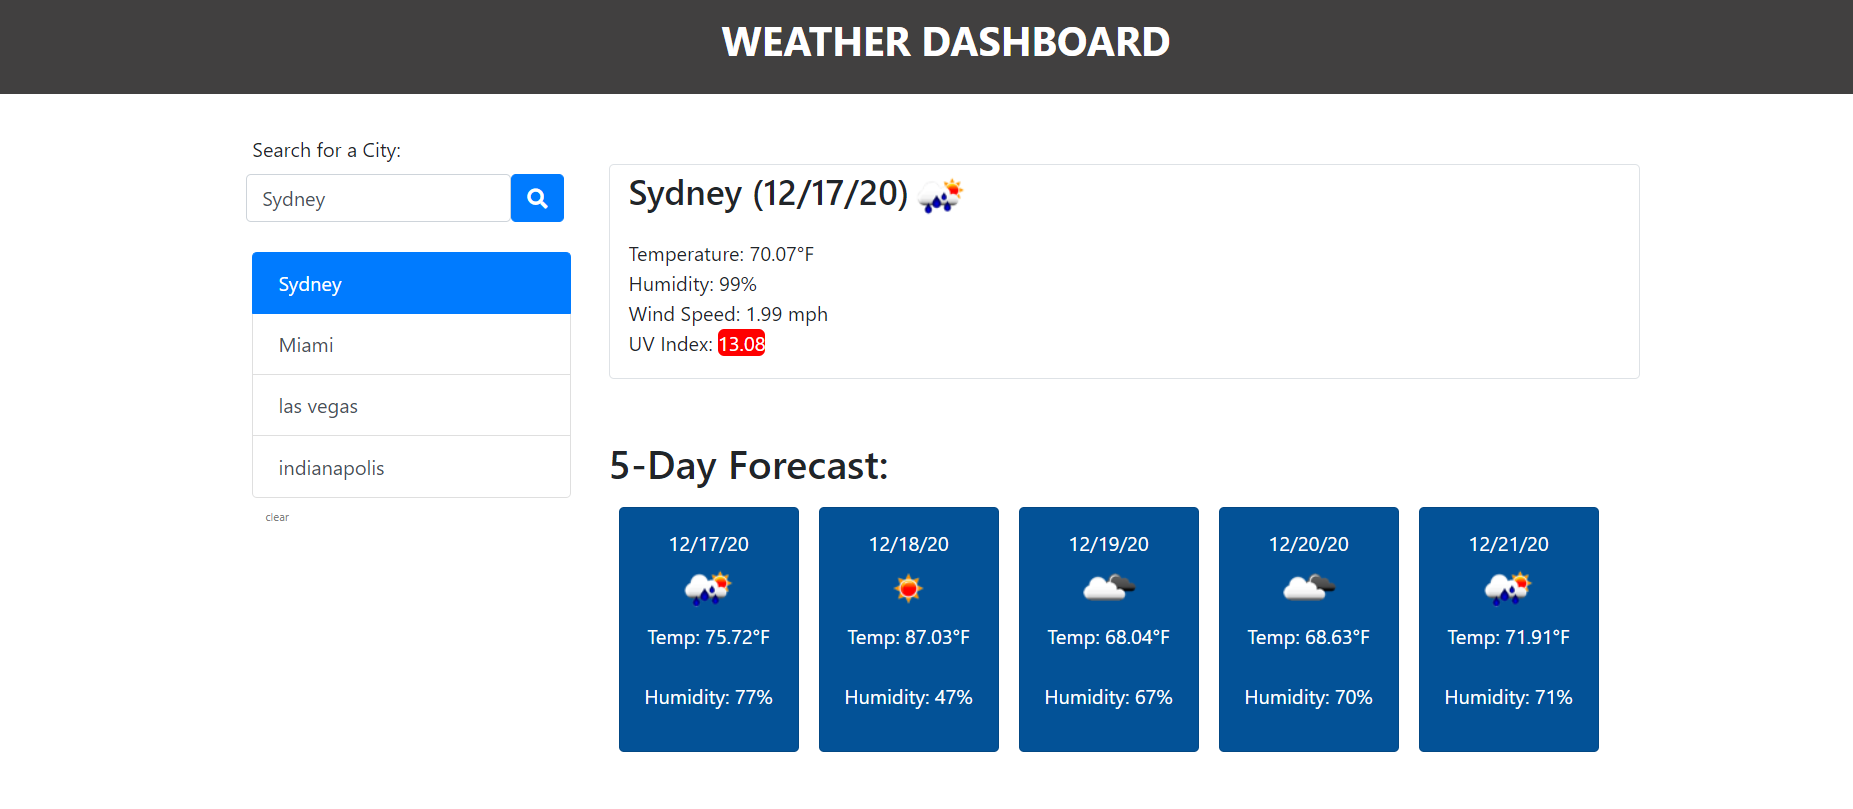 WEATHER DASHBOARD
Search for a City:
Sydney
Sydney
Miami
las vegas
indianapolis
clear
Sydney (12/17/20)
Temperature: 70.07°F
Humidity: 99%
Wind Speed: 1.99 mph
UV Index: 13.08
5-Day Forecast:
12/17/20
Temp: 75.72°F
Humidity: 77%
12/18/20
Temp: 87.03°F
Humidity: 47%
12/19/20
Temp: 68.04°F
Humidity: 67%
12/20/20
Temp: 68.63°F
Humidity: 70%
12/21/20
Temp: 71.91°F
Humidity: 71%